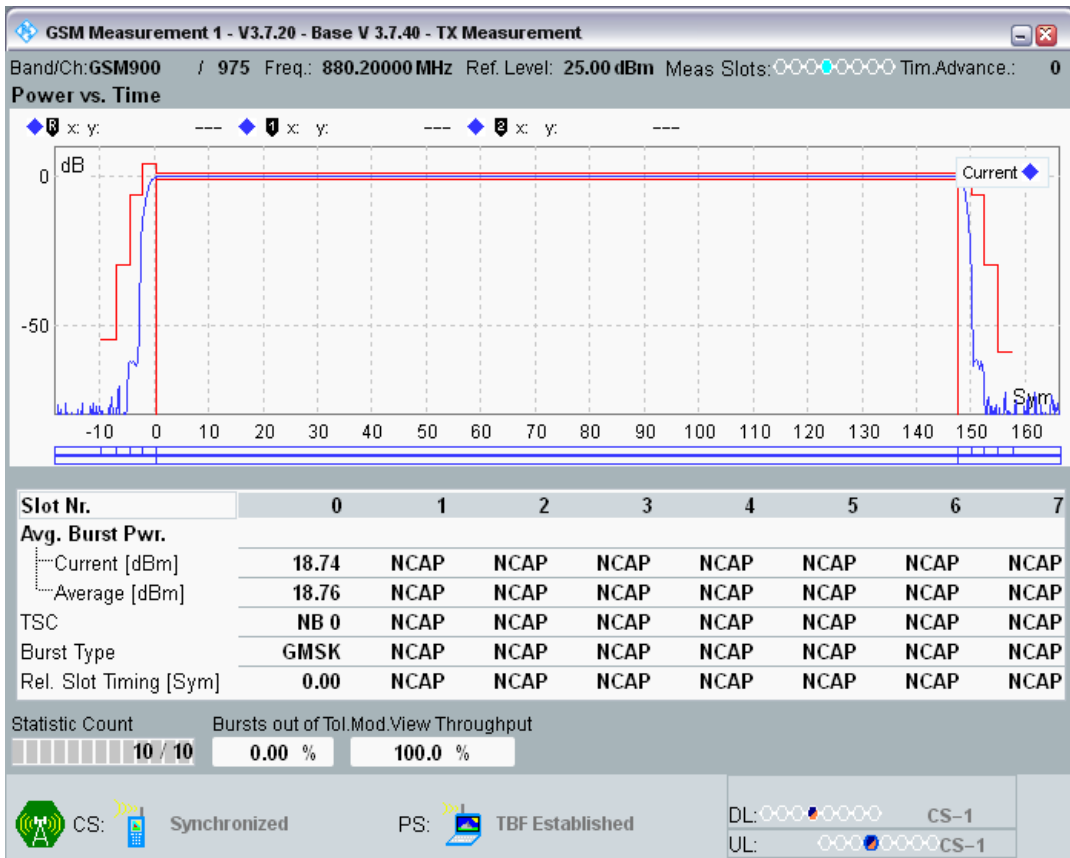 GSM Measurement 1 - V3.7.20 - Base V 3.7.40 - TX Measurement
Band/Ch:GSM900 / 975 Freq.: 880.20000 MHz Ref. Level: 25.00 dBm Meas Slots: Tim.Advance.: 0
Power vs. Time
R x: y: --- 1 x: y: --- 2 x: y: ---
dB
Current
0
-50
Sym
-10 0 10 20 30 40 50 60 70 80 90 100 110 120 130 140 150 160
Slot Nr. 0 1 2 3 4 5 6 7
Avg. Burst Pwr.
Current [dBm] 18.74 NCAP NCAP NCAP NCAP NCAP NCAP NCAP
Average [dBm] 18.76 NCAP NCAP NCAP NCAP NCAP NCAP NCAP
TSC NB 0 NCAP NCAP NCAP NCAP NCAP NCAP NCAP
Burst Type GMSK NCAP NCAP NCAP NCAP NCAP NCAP NCAP
Rel. Slot Timing [Sym] 0.00 NCAP NCAP NCAP NCAP NCAP NCAP NCAP
Statistic Count Bursts out of Tol. Mod.View Throughput
10 / 10 0.00 % 100.0 %
CS: Synchronized PS: TBF Established
DL: CS-1
UL: CS-1